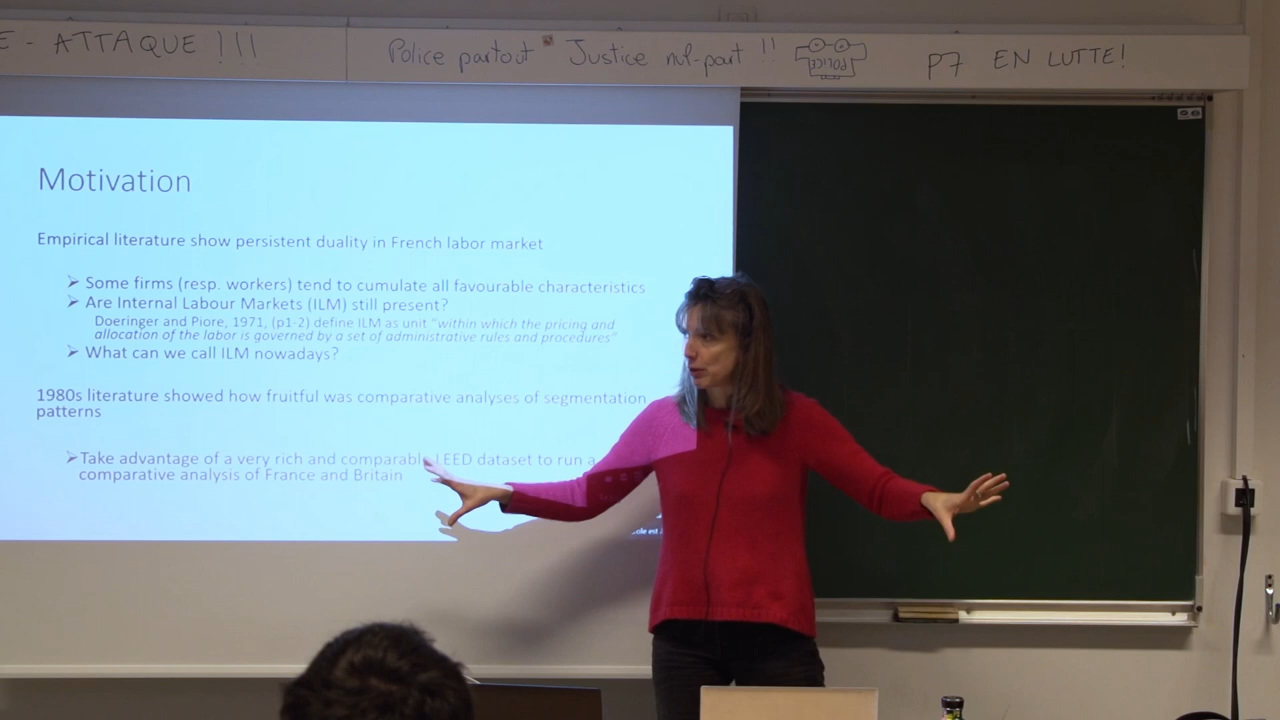 E - ATTAQUE !!!
Police partout Justice nul-part !! POLICE P7 EN LUTTE!
Motivation
Empirical literature show persistent duality in French labor market
➢ Some firms (resp. workers) tend to cumulate all favourable characteristics
➢ Are Internal Labour Markets (ILM) still present?
Doeringer and Piore, 1971, (p1-2) define ILM as unit "within which the pricing and
allocation of the labor is governed by a set of administrative rules and procedures"
➢ What can we call ILM nowadays?
1980s literature showed how fruitful was comparative analyses of segmentation
patterns
➢Take advantage of a very rich and comparable LEED dataset to run a
comparative analysis of France and Britain